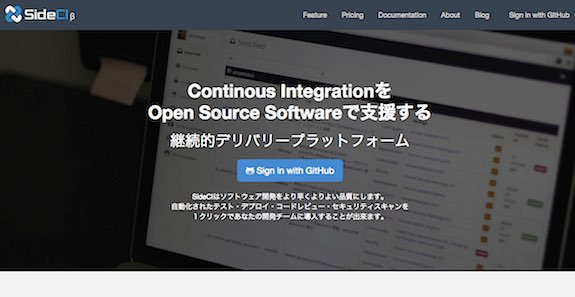 SideCI β
Feature Pricing Documentation About Blog Sign in with GitHub
News Feed
Continous Integrationを
Open Source Softwareで支援する
継続的デリバリープラットフォーム
Sign in with GitHub
SideCIはソフトウェア開発をより早くよりよい品質にします。
自動化されたテスト・デプロイ・コードレビュー・セキュリティスキャンを
1クリックであなたの開発チームに導入することが出来ます。